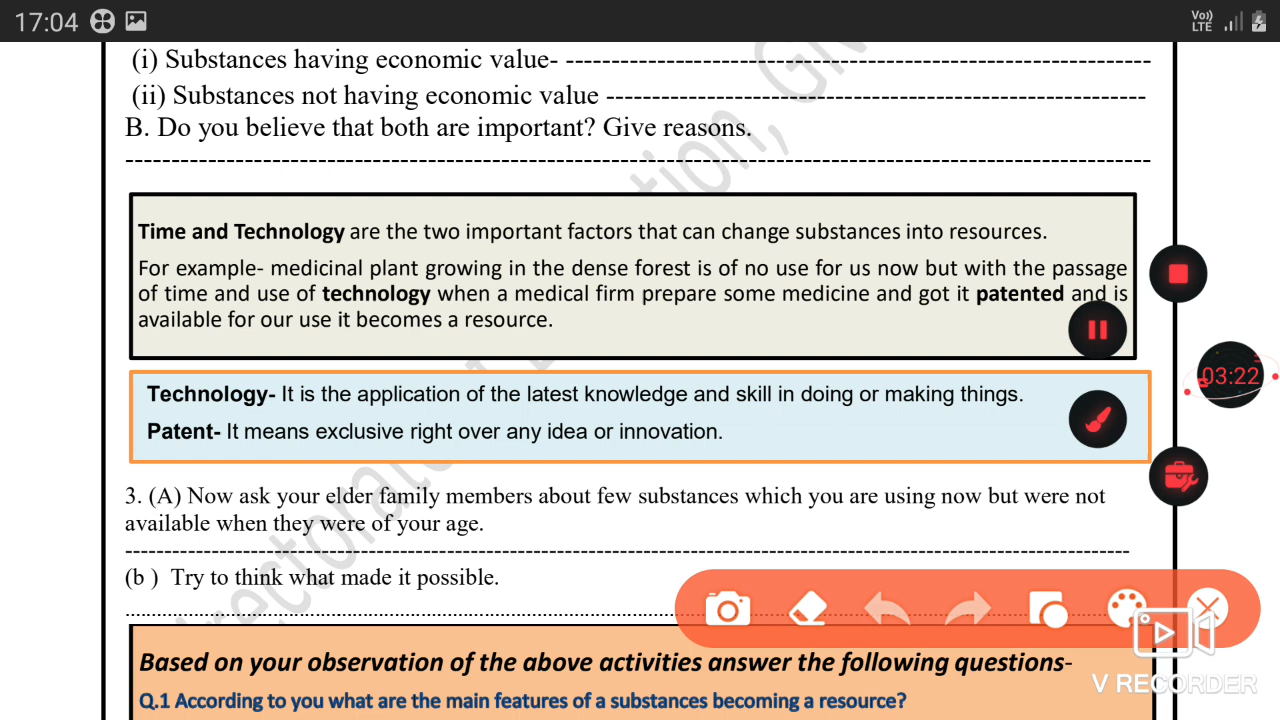 17:04
Vo))
LTE
(i) Substances having economic value- ----------------------------------------------------------------
(ii) Substances not having economic value -----------------------------------------------------------
B. Do you believe that both are important? Give reasons.
----------------------------------------------------------------------------------------------------------------
Time and Technology are the two important factors that can change substances into resources.
For example- medicinal plant growing in the dense forest is of no use for us now but with the passage
of time and use of technology when a medical firm prepare some medicine and got it patented and is
available for our use it becomes a resource.
03:22
Technology- It is the application of the latest knowledge and skill in doing or making things.
Patent- It means exclusive right over any idea or innovation.
3. (A) Now ask your elder family members about few substances which you are using now but were not
available when they were of your age.
----------------------------------------------------------------------------------------------------------------
(b ) Try to think what made it possible.
................................................................................
Based on your observation of the above activities answer the following questions-
V RECORDER
Q.1 According to you what are the main features of a substances becoming a resource?